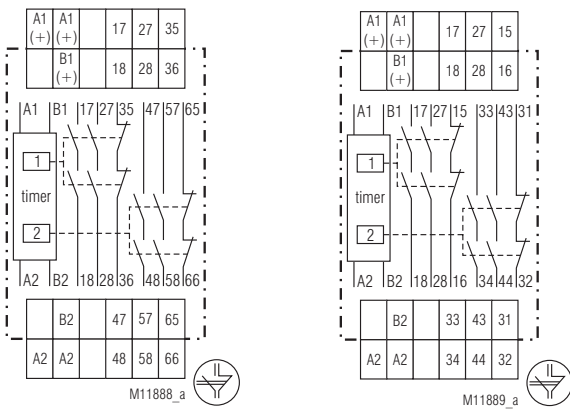 A1 (+) A1 (+) 17 27 35
B1 (+) 18 28 36
A1 B1 17 27 35 47 57 65
1
timer
2
A2 B2 18 28 36 48 58 66
B2 47 57 65
A2 A2 48 58 66
M11888_a
A1 (+) A1 (+) 17 27 15
B1 (+) 18 28 16
A1 B1 17 27 15 33 43 31
1
timer
2
A2 B2 18 28 16 34 44 32
B2 33 43 31
A2 A2 34 44 32
M11889_a